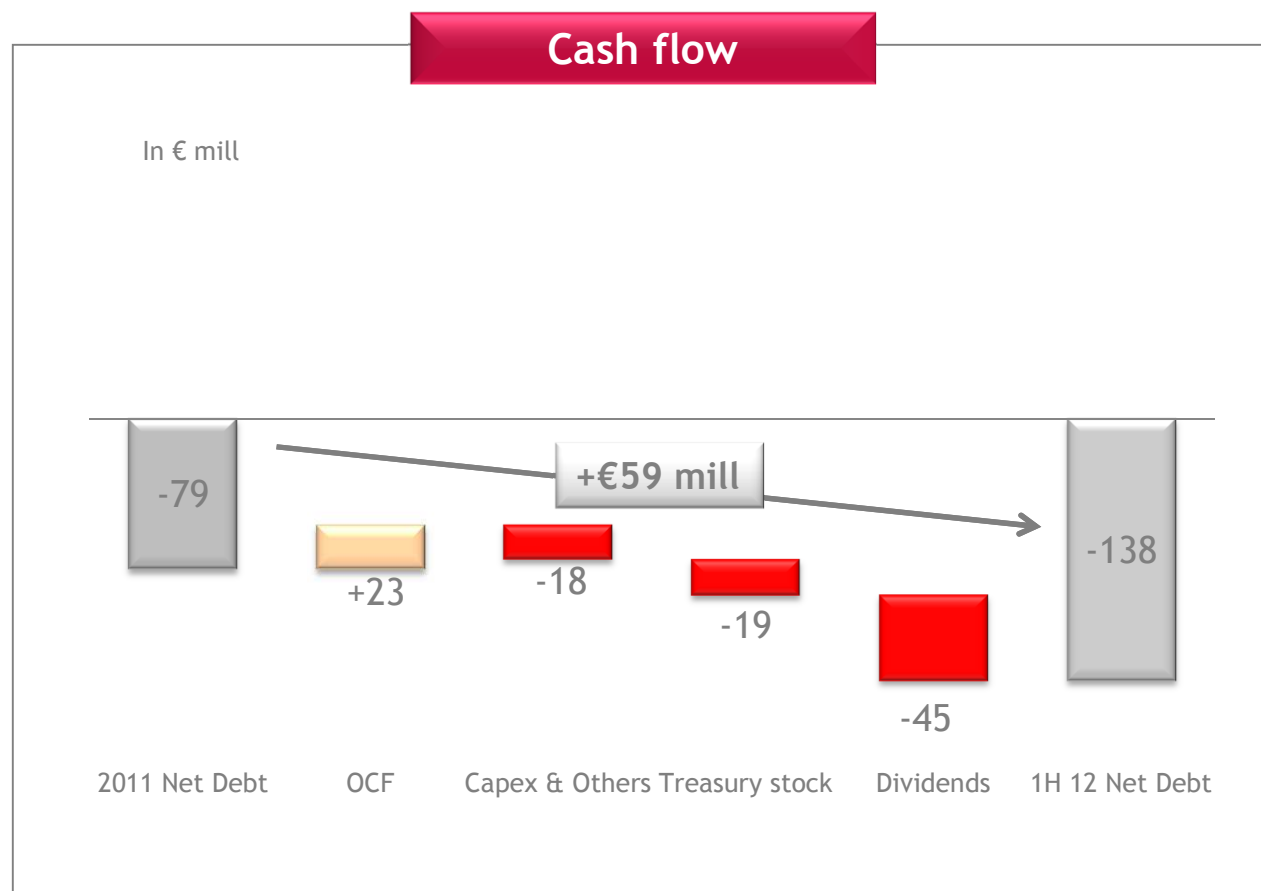 Cash flow
In € mill
+€59 mill
-79
-138
+23
-18
-19
-45
2011 Net Debt
OCF
Capex & Others
Treasury stock
Dividends
1H 12 Net Debt